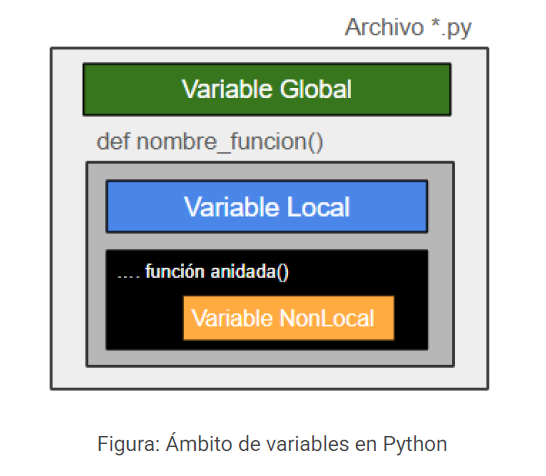 Archivo *.py
Variable Global
def nombre_funcion()
Variable Local
.... función anidada()
Variable NonLocal
Figura: Ámbito de variables en Python